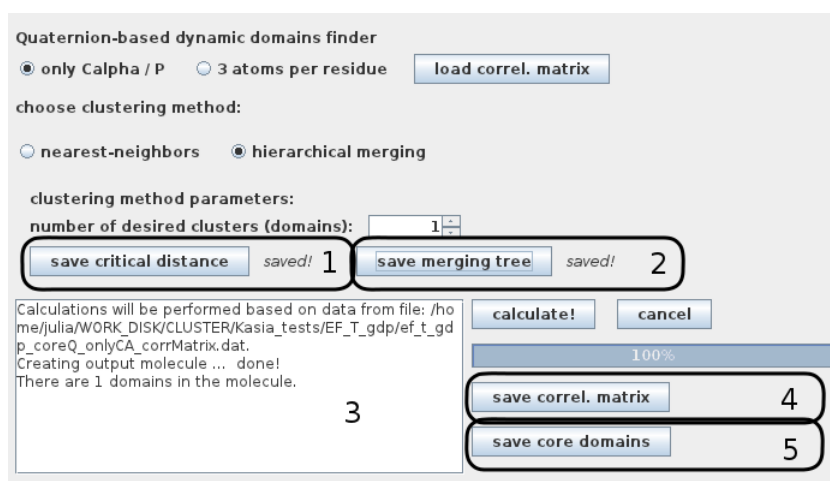 Quaternion-based dynamic domains finder
only Calpha / P 3 atoms per residue load correl. matrix
choose clustering method:
nearest-neighbors hierarchical merging
clustering method parameters:
number of desired clusters (domains): 1
save critical distance saved! 1 save merging tree saved! 2
Calculations will be performed based on data from file: /ho
me/julia/WORK_DISK/CLUSTER/Kasia_tests/EF_T_gdp/ef_t_gd
p_coreQ_onlyCA_corrMatrix.dat.
Creating output molecule ... done!
There are 1 domains in the molecule.
3
calculate! cancel
100%
save correl. matrix 4
save core domains 5